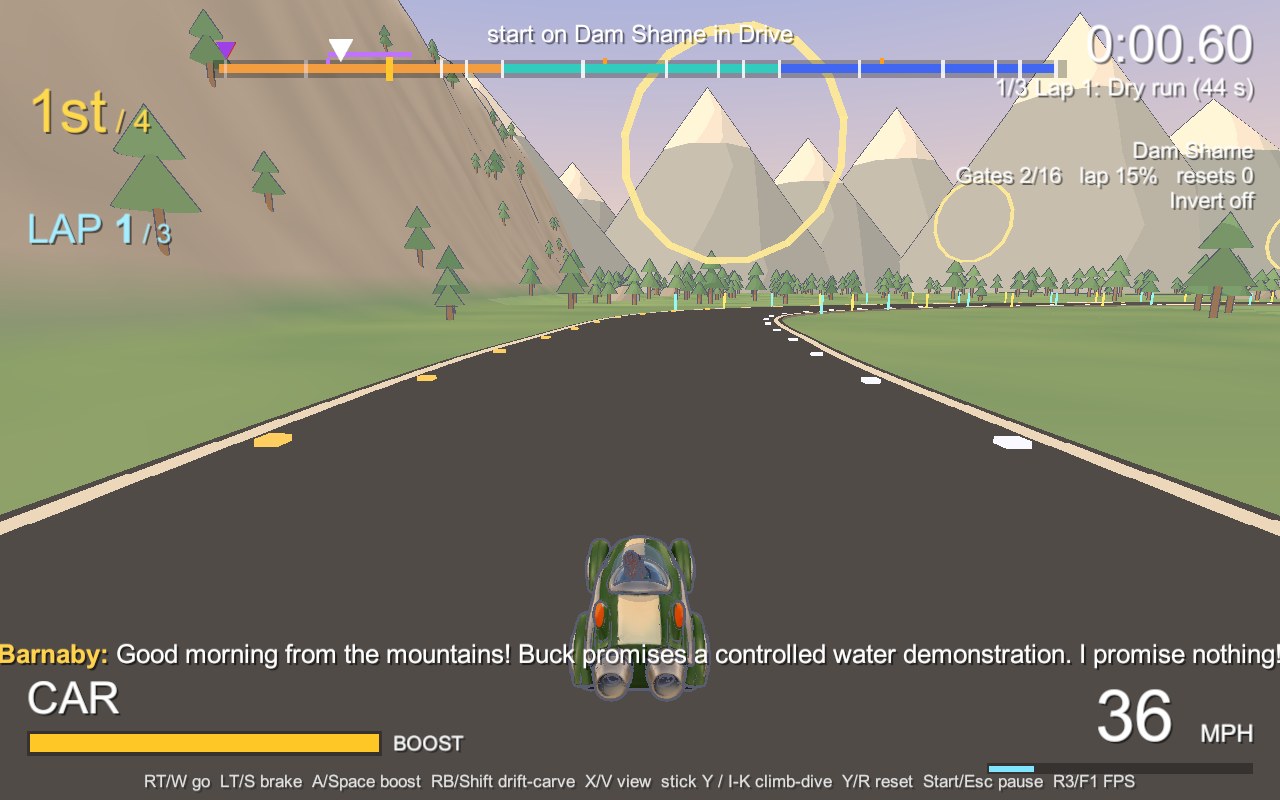 start on Dam Shame in Drive
0:00.60
1/3 Lap 1: Dry run (44 s)
1st / 4
Dam Shame
Gates 2/16 lap 15% resets 0
Invert off
LAP 1 / 3
Barnaby: Good morning from the mountains! Buck promises a controlled water demonstration. I promise nothing!
CAR
BOOST
36 MPH
RT/W go LT/S brake A/Space boost RB/Shift drift-carve X/V view stick Y / I-K climb-dive Y/R reset Start/Esc pause R3/F1 FPS